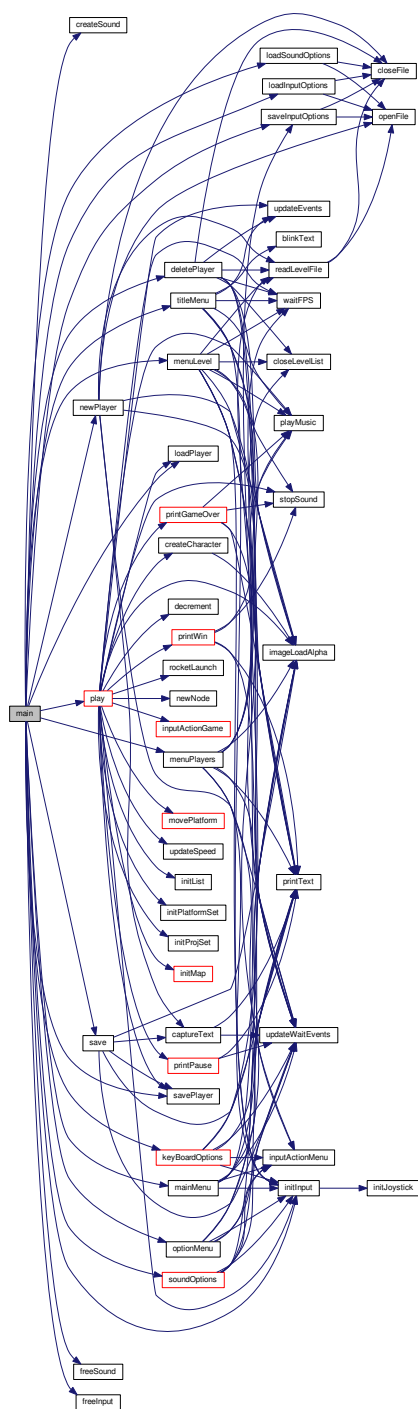 createSound
loadSoundOptions
closeFile
loadInputOptions
saveInputOptions
openFile
updateEvents
blinkText
deletePlayer
readLevelFile
titleMenu
waitFPS
menuLevel
closeLevelList
newPlayer
playMusic
loadPlayer
stopSound
printGameOver
createCharacter
decrement
printWin
imageLoadAlpha
rocketLaunch
play
newNode
main
inputActionGame
menuPlayers
movePlatform
updateSpeed
initList
printText
initPlatformSet
initProjSet
initMap
captureText
updateWaitEvents
save
printPause
savePlayer
keyBoardOptions
inputActionMenu
mainMenu
initInput
initJoystick
optionMenu
soundOptions
freeSound
freeInput